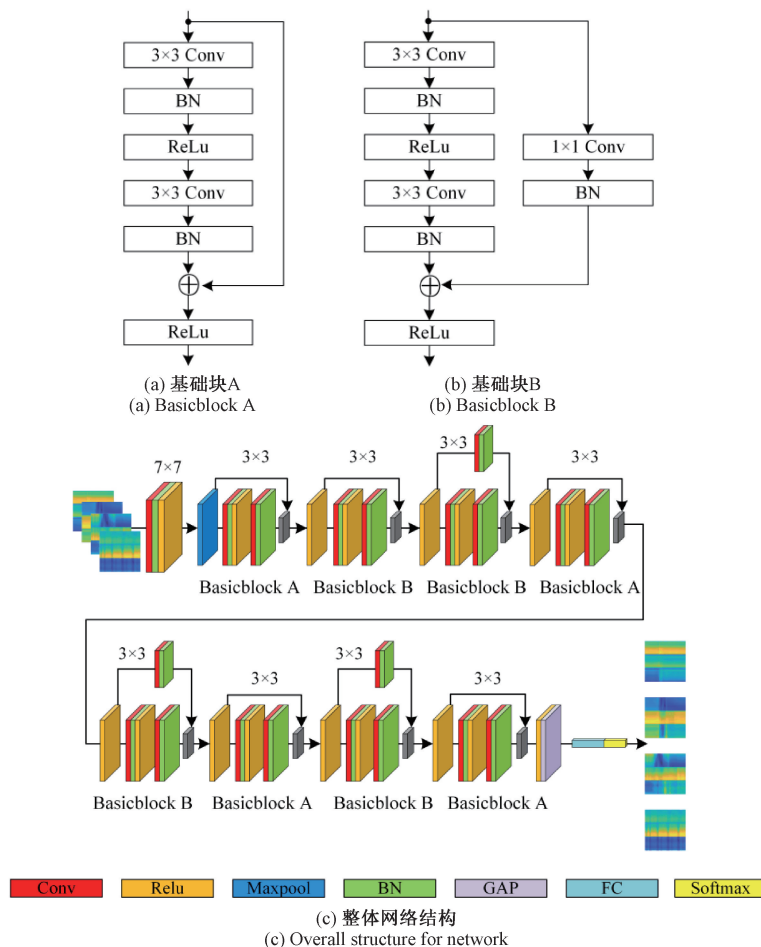 3×3 Conv
BN
ReLu
3×3 Conv
BN
ReLu
(a) 基础块A
(a) Basicblock A
3×3 Conv
BN
ReLu
3×3 Conv
BN
ReLu
1×1 Conv
BN
(b) 基础块B
(b) Basicblock B
7×7
3×3
3×3
3×3
3×3
Basicblock A
Basicblock B
Basicblock B
Basicblock A
3×3
3×3
3×3
3×3
Basicblock B
Basicblock A
Basicblock B
Basicblock A
Conv
Relu
Maxpool
BN
GAP
FC
Softmax
(c) 整体网络结构
(c) Overall structure for network